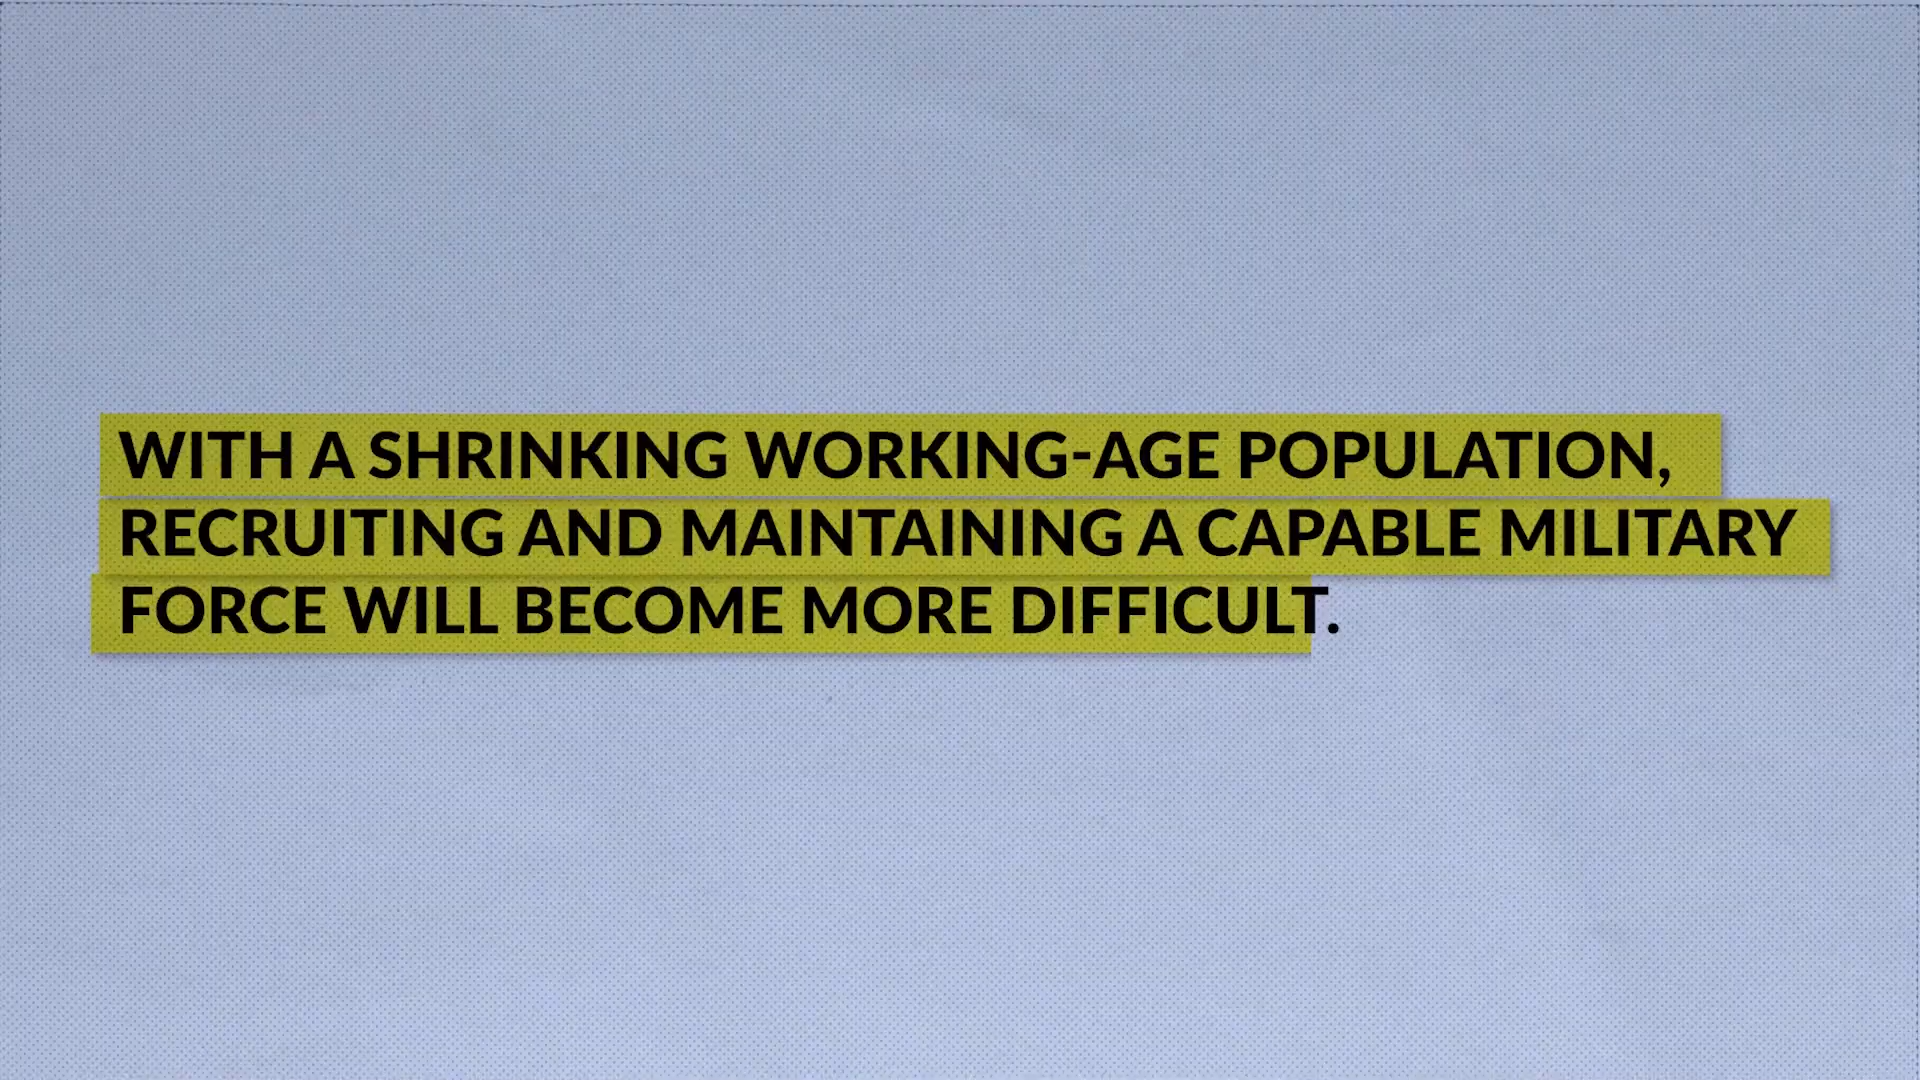 WITH A SHRINKING WORKING-AGE POPULATION,
RECRUITING AND MAINTAINING A CAPABLE MILITARY
FORCE WILL BECOME MORE DIFFICULT.